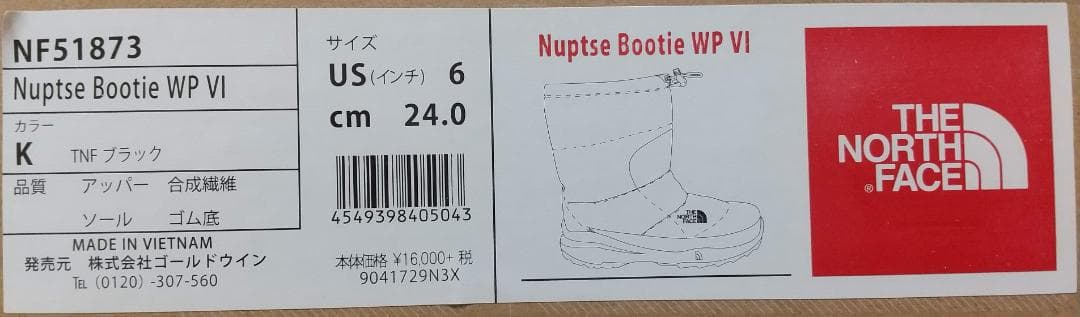 NF51873
Nuptse Bootie WP VI
カラー
K TNF ブラック
品質 アッパー 合成繊維
ソール ゴム底
MADE IN VIETNAM
発売元 株式会社ゴールドウイン
TEL (0120) -307-560
サイズ
US (インチ) 6
cm 24.0
4549398405043
本体価格 ¥16,000+ 税
9041729N3X
Nuptse Bootie WP VI
THE
NORTH
FACE
THE
NORTH
FACE
®